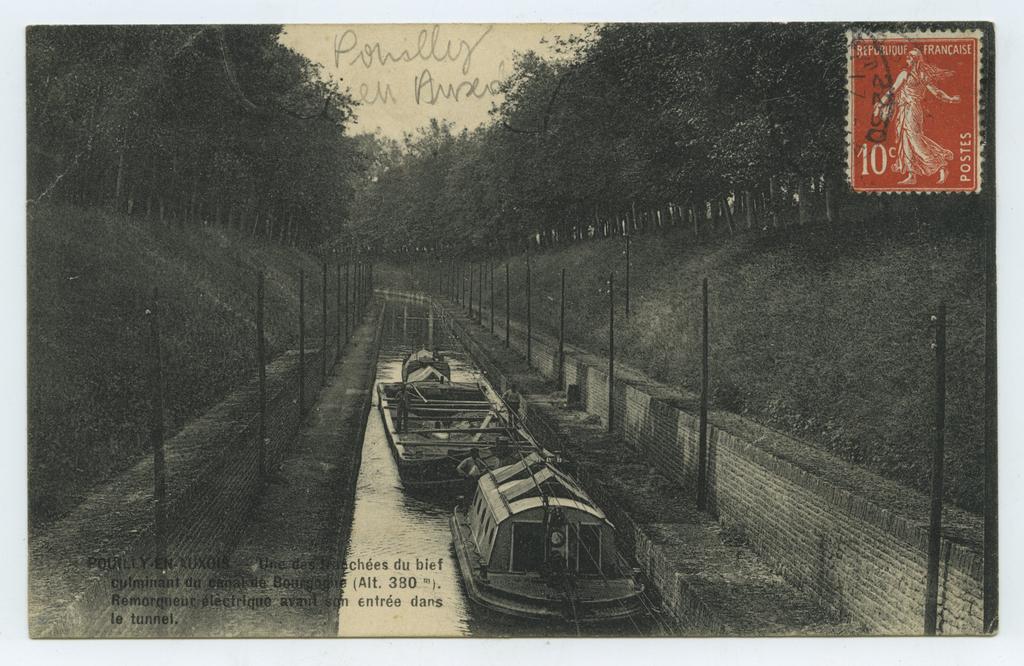 Pouilly
en Auxois
RÉPUBLIQUE FRANÇAISE
10c
POSTES
POUILLY-EN-AUXOIS — Une des tranchées du bief
culminant du canal de Bourgogne (Alt. 380 m).
Remorqueur électrique avant son entrée dans
le tunnel.